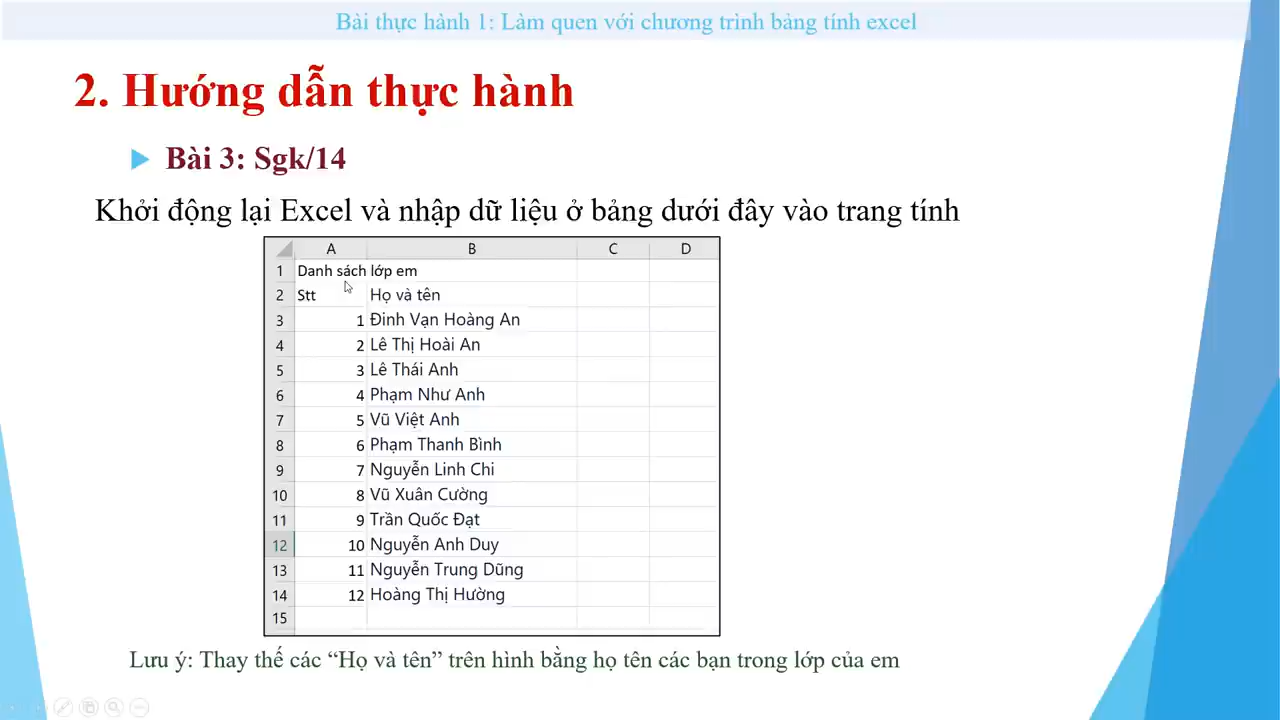 Bài thực hành 1: Làm quen với chương trình bảng tính excel
2. Hướng dẫn thực hành
Bài 3: Sgk/14
Khởi động lại Excel và nhập dữ liệu ở bảng dưới đây vào trang tính
A B C D
1 Danh sách lớp em
2 Stt Họ và tên
3 1 Đinh Vạn Hoàng An
4 2 Lê Thị Hoài An
5 3 Lê Thái Anh
6 4 Phạm Như Anh
7 5 Vũ Việt Anh
8 6 Phạm Thanh Bình
9 7 Nguyễn Linh Chi
10 8 Vũ Xuân Cường
11 9 Trần Quốc Đạt
12 10 Nguyễn Anh Duy
13 11 Nguyễn Trung Dũng
14 12 Hoàng Thị Hường
15
Lưu ý: Thay thế các “Họ và tên” trên hình bằng họ tên các bạn trong lớp của em